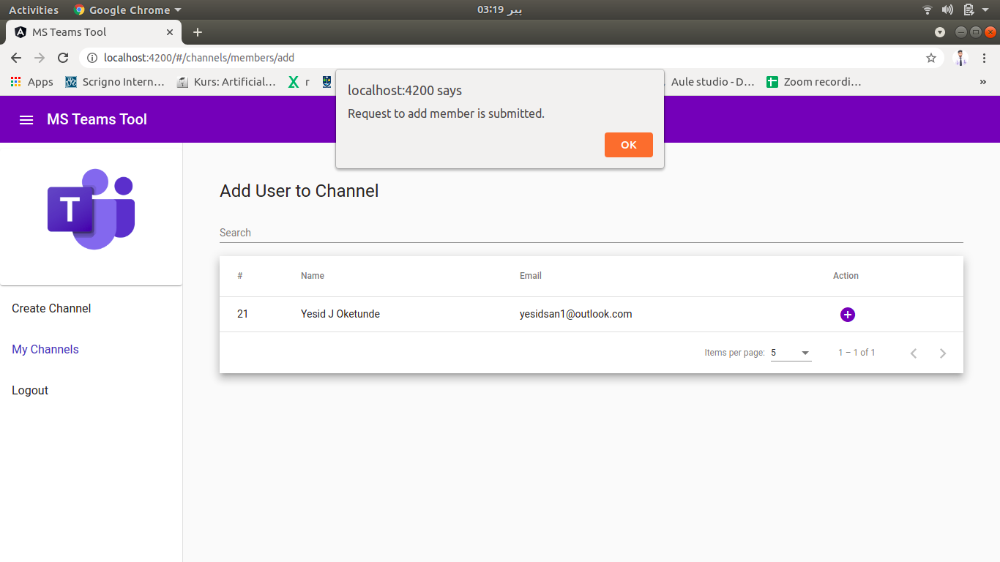 Activities Google Chrome 03:19 پیر
MS Teams Tool
localhost:4200/#/channels/members/add
Apps Scrigno Intern… Kurs: Artificial… r Aule studio - D… Zoom recordi… »
localhost:4200 says
Request to add member is submitted.
OK
MS Teams Tool
T
Create Channel
My Channels
Logout
Add User to Channel
Search
# Name Email Action
21 Yesid J Oketunde yesidsan1@outlook.com
Items per page: 5 1 – 1 of 1